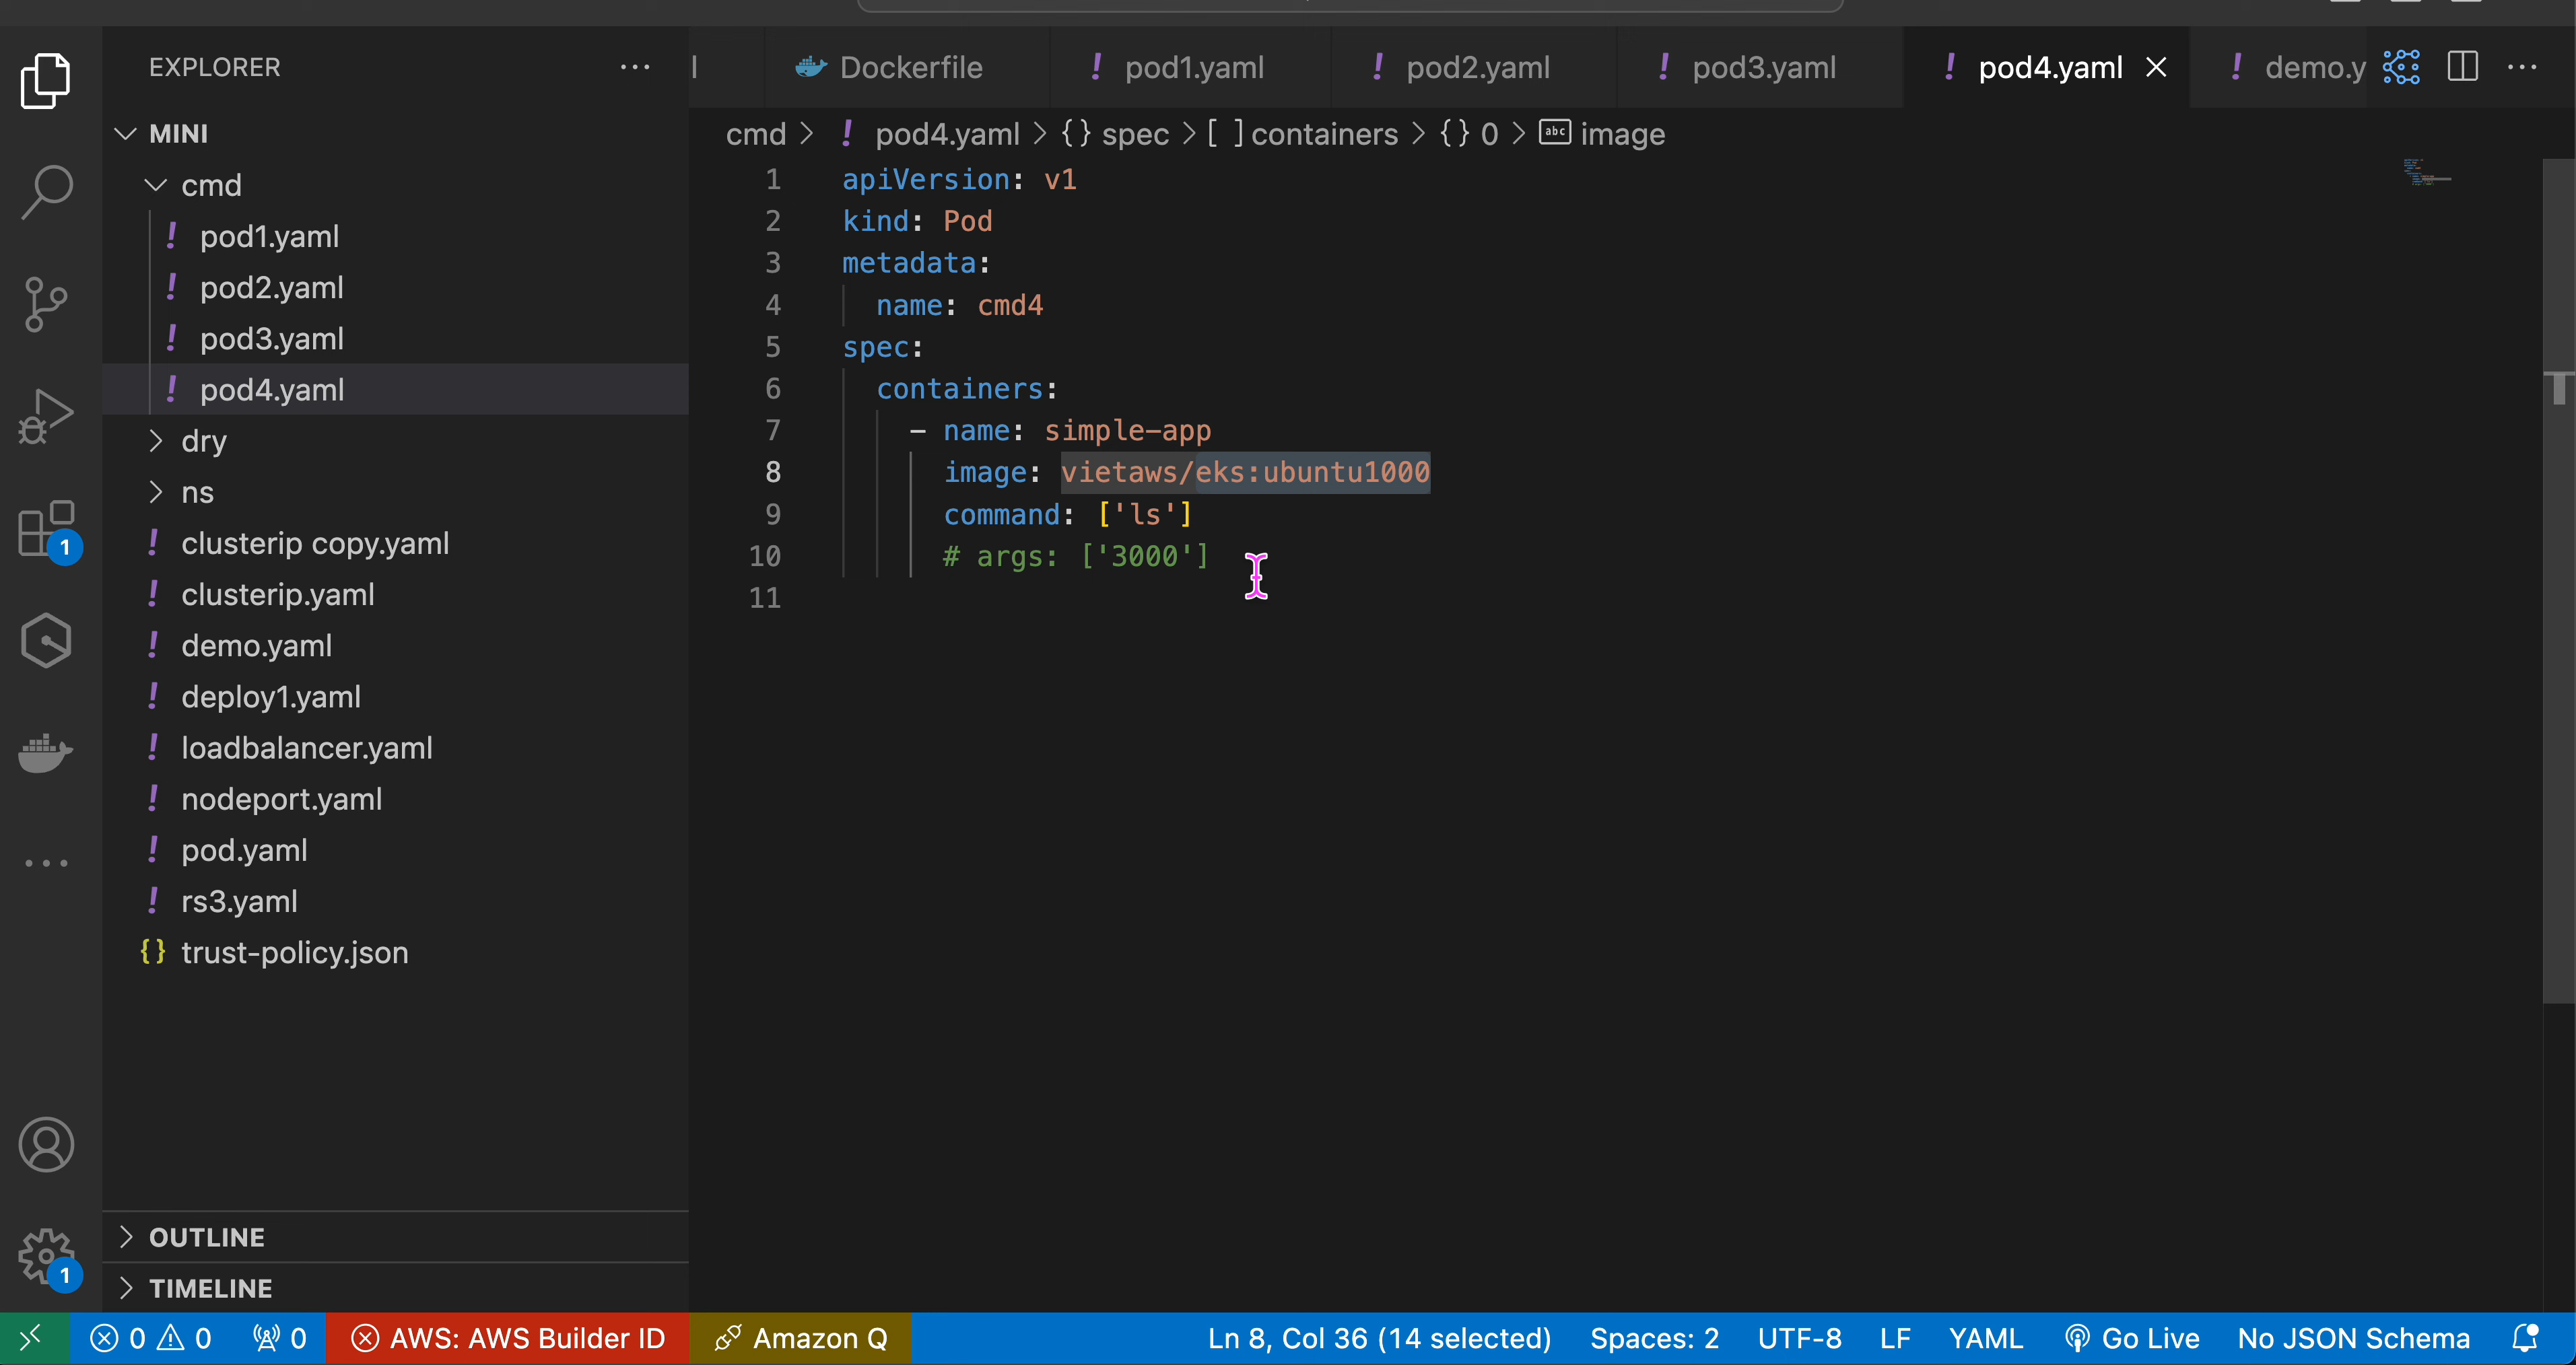 EXPLORER
MINI
cmd
pod1.yaml
pod2.yaml
pod3.yaml
pod4.yaml
dry
ns
clusterip copy.yaml
clusterip.yaml
demo.yaml
deploy1.yaml
loadbalancer.yaml
nodeport.yaml
pod.yaml
rs3.yaml
{} trust-policy.json
OUTLINE
TIMELINE
1
1
Dockerfile
pod1.yaml
pod2.yaml
pod3.yaml
pod4.yaml
demo.y
cmd > ! pod4.yaml > {} spec > [ ] containers > {} 0 > abc image
1 apiVersion: v1
2 kind: Pod
3 metadata:
4 name: cmd4
5 spec:
6 containers:
7 - name: simple-app
8 image: vietaws/eks:ubuntu1000
9 command: ['ls']
10 # args: ['3000']
11
0 0 0 AWS: AWS Builder ID Amazon Q Ln 8, Col 36 (14 selected) Spaces: 2 UTF-8 LF YAML Go Live No JSON Schema